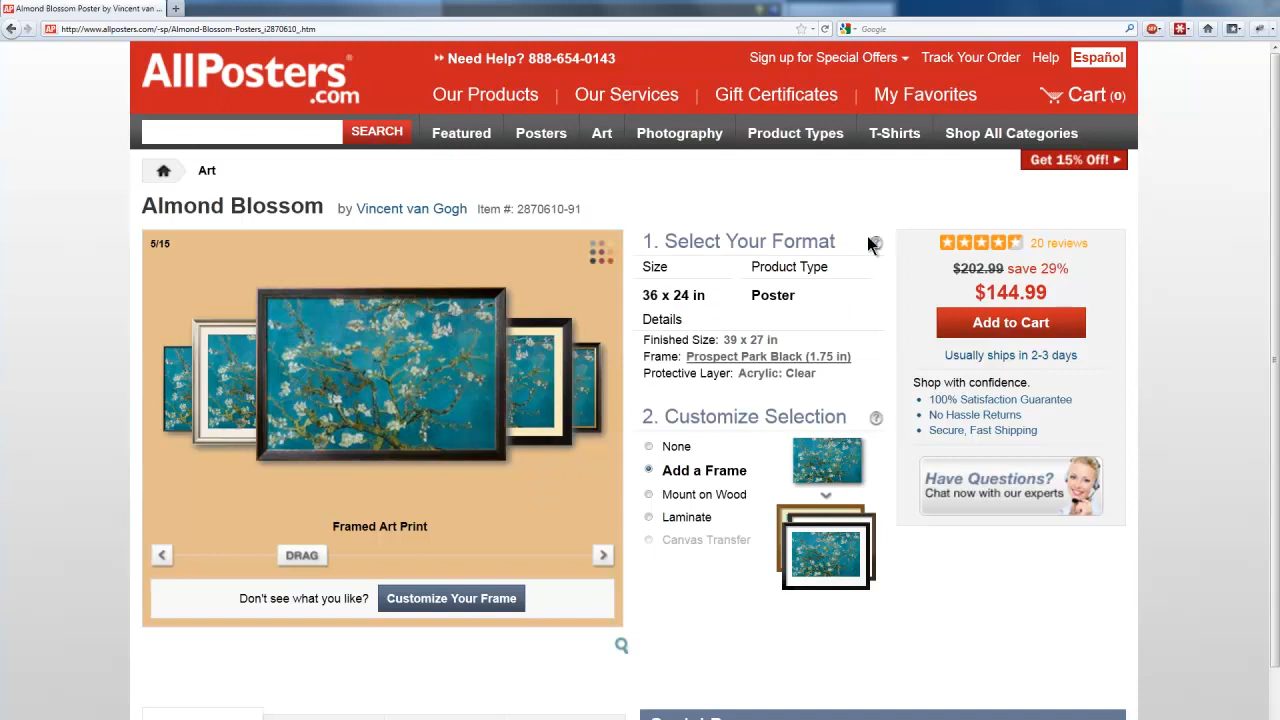 Almond Blossom Poster by Vincent van ...
http://www.allposters.com/-sp/Almond-Blossom-Posters_i2870610_.htm
Google
AllPosters®
.com
Need Help? 888-654-0143
Sign up for Special Offers
Track Your Order
Help
Español
Our Products
Our Services
Gift Certificates
My Favorites
Cart (0)
SEARCH
Featured
Posters
Art
Photography
Product Types
T-Shirts
Shop All Categories
Get 15% Off!
Art
Almond Blossom by Vincent van Gogh Item #: 2870610-91
5/15
Framed Art Print
DRAG
Don't see what you like?
Customize Your Frame
1. Select Your Format
Size
Product Type
36 x 24 in
Poster
Details
Finished Size: 39 x 27 in
Frame: Prospect Park Black (1.75 in)
Protective Layer: Acrylic: Clear
2. Customize Selection
?
None
Add a Frame
Mount on Wood
Laminate
Canvas Transfer
20 reviews
$202.99 save 29%
$144.99
Add to Cart
Usually ships in 2-3 days
Shop with confidence.
100% Satisfaction Guarantee
No Hassle Returns
Secure, Fast Shipping
Have Questions?
Chat now with our experts